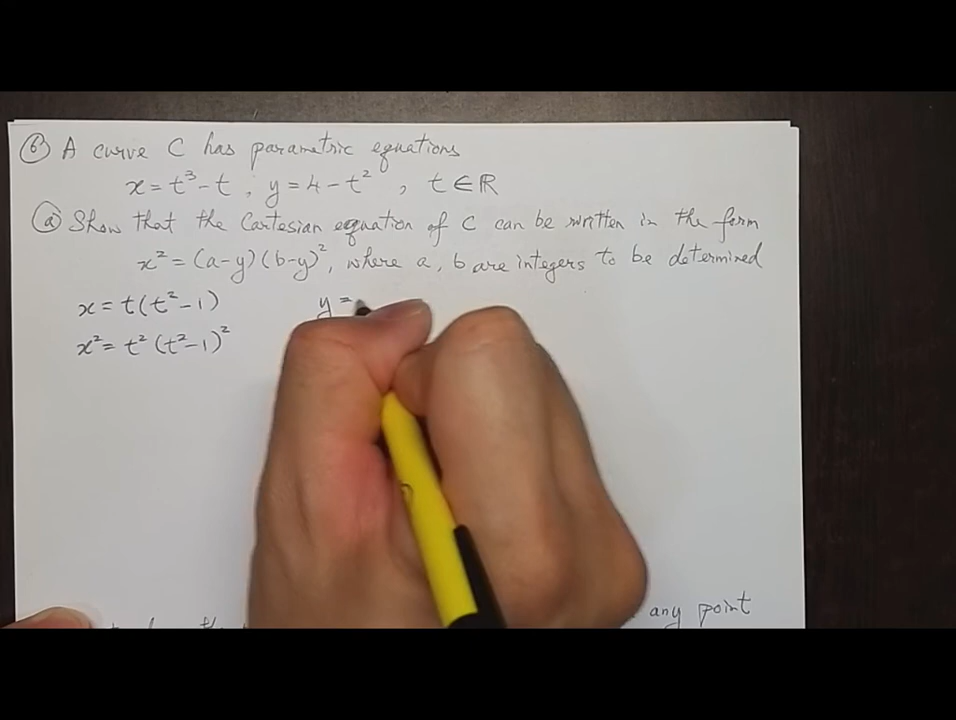 ⑥ A curve C has parametric equations
x = t³ - t , y = 4 - t² , t ∈ ℝ
ⓐ Show that the Cartesian equation of C can be written in the form
x² = (a-y)(b-y)², where a, b are integers to be determined
x = t(t²-1) y =
x² = t²(t²-1)²
any point